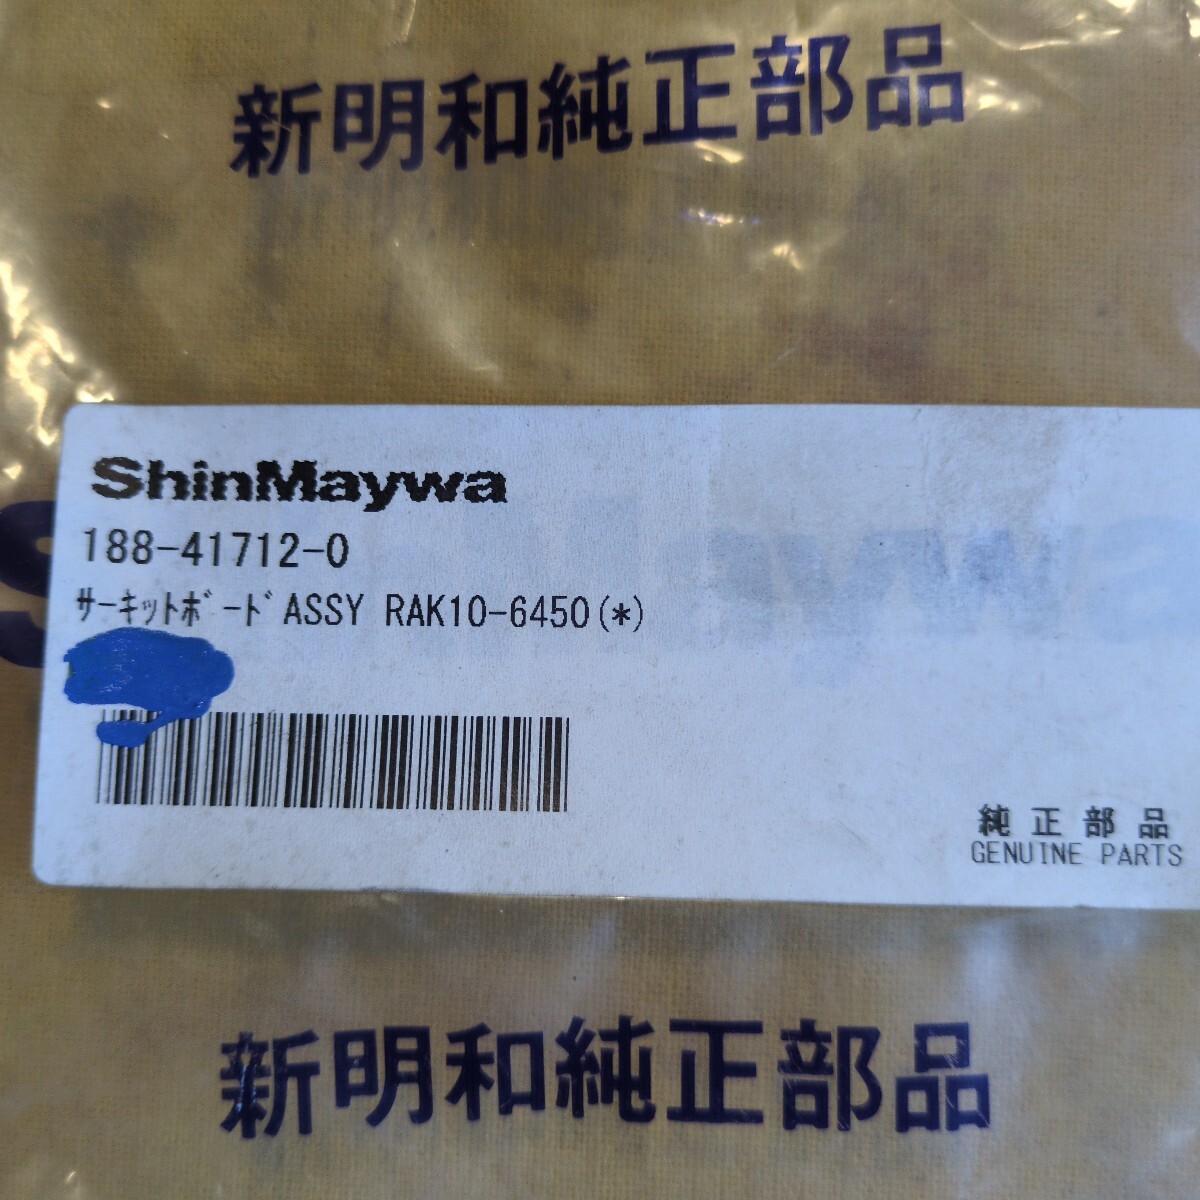 新明和純正部品
ShinMaywa
188-41712-0
ｻｰｷｯﾄﾎﾞｰﾄﾞASSY RAK10-6450(*)
純正部品
GENUINE PARTS
新明和純正部品